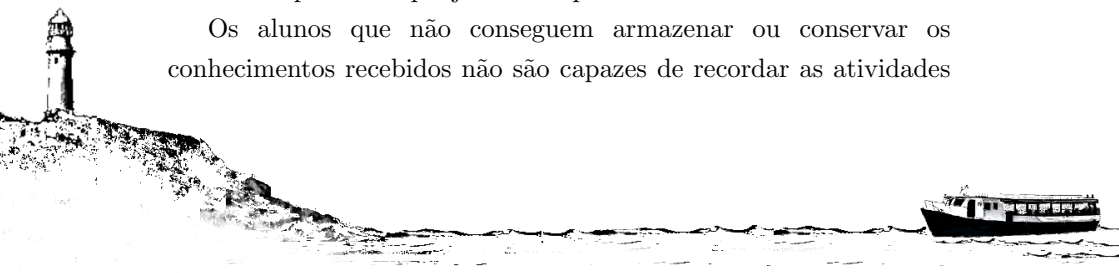 Os alunos que não conseguem armazenar ou conservar os
conhecimentos recebidos não são capazes de recordar as atividades